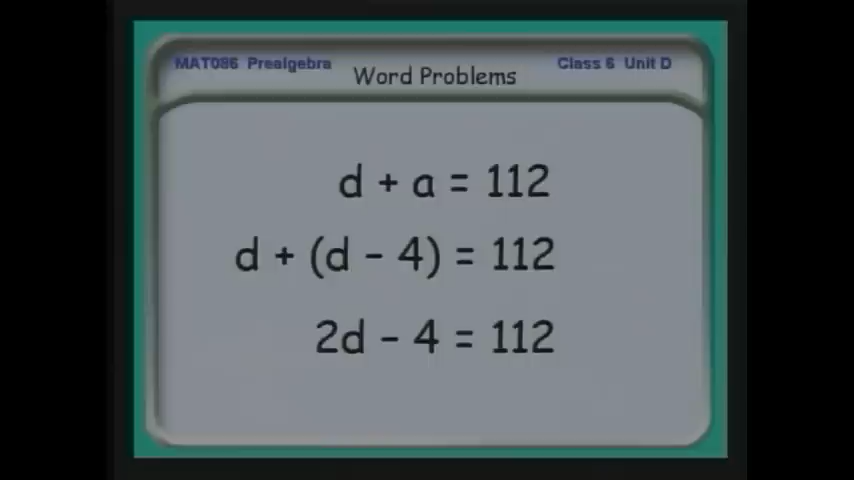 MAT086 Prealgebra
Word Problems
Class 6 Unit D
d + a = 112
d + (d - 4) = 112
2d - 4 = 112